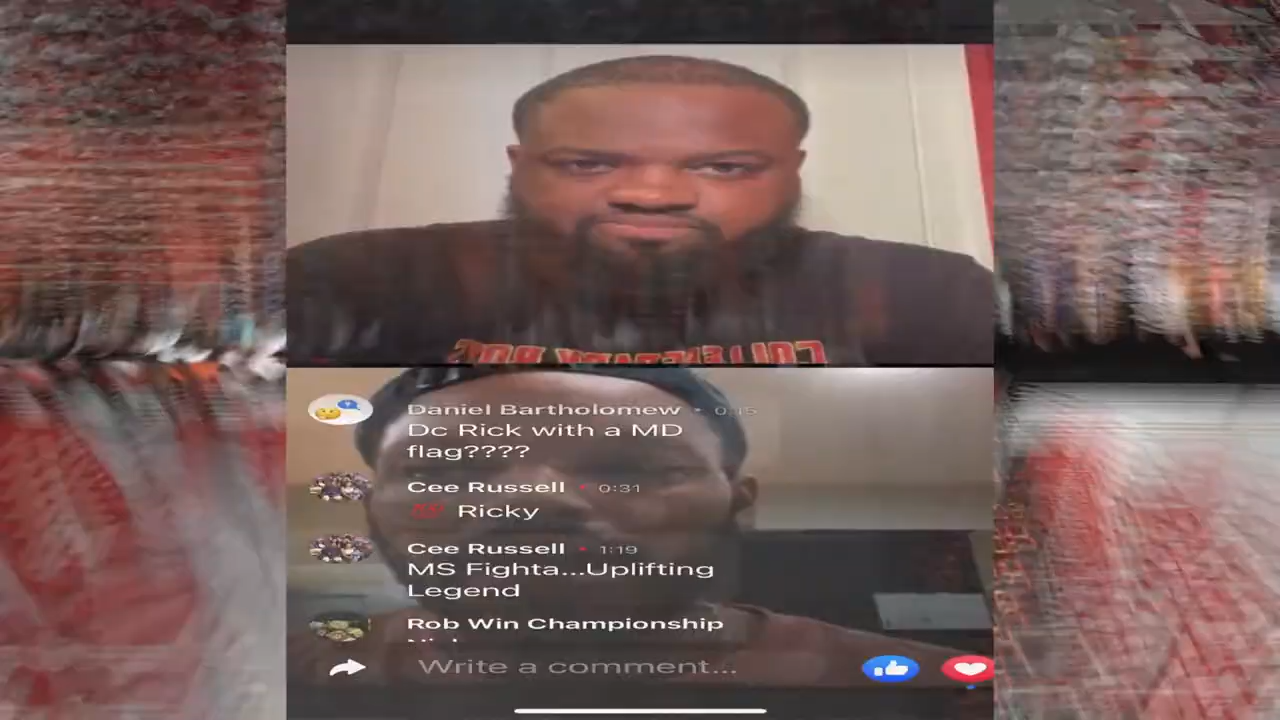 Daniel Bartholomew • 0:15
Dc Rick with a MD
flag????
Cee Russell • 0:31
💯 Ricky
Cee Russell • 1:19
MS Fighta...Uplifting
Legend
Rob Win Championship
Write a comment...